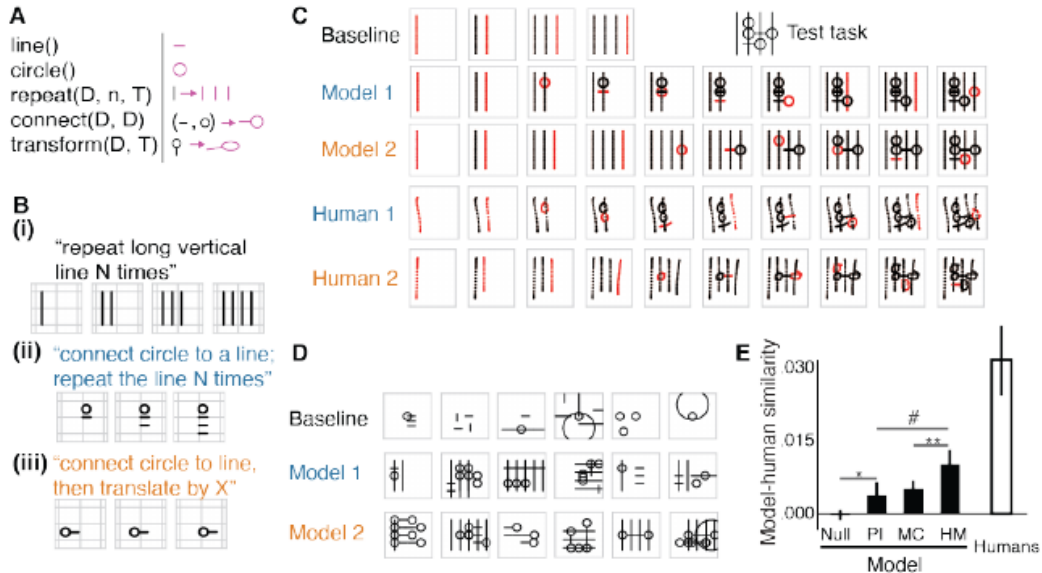 A
line()
circle()
repeat(D, n, T)
connect(D, D)
transform(D, T)
B
(i)
“repeat long vertical
line N times”
(ii)
“connect circle to a line;
repeat the line N times”
(iii)
“connect circle to line,
then translate by X”
C
Baseline
Test task
Model 1
Model 2
Human 1
Human 2
D
Baseline
Model 1
Model 2
E
Model-human similarity
.030
.015
.000
#
**
*
Null PI MC HM
Humans
Model